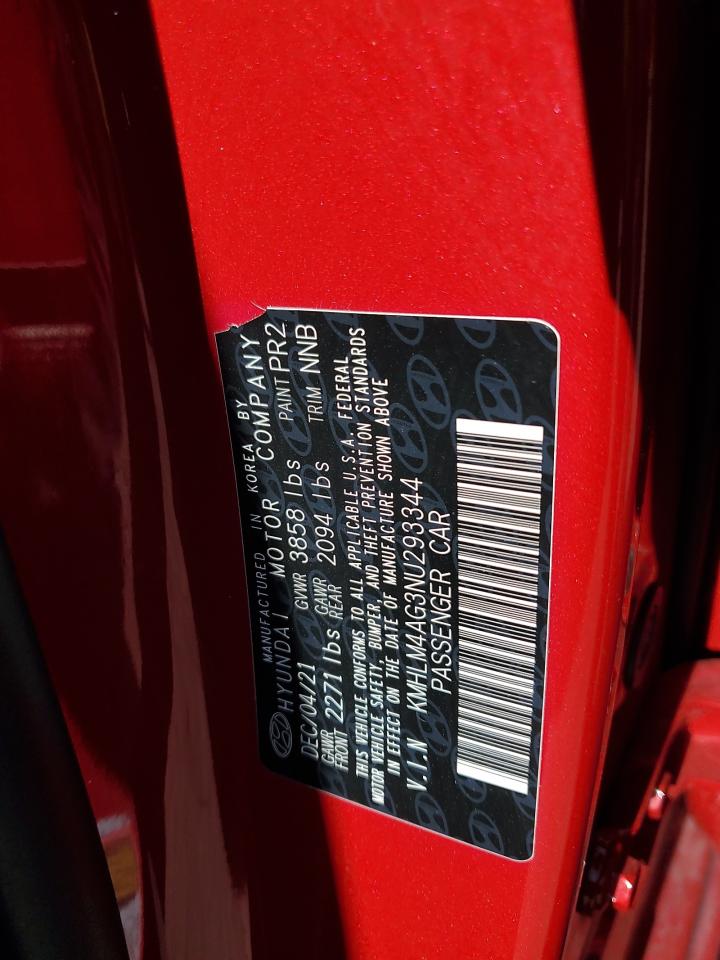 MANUFACTURED IN KOREA BY
HYUNDAI MOTOR COMPANY
DEC/04/21 GVWR 3858 lbs PAINT PR2
GAWR FRONT 2271 lbs GAWR REAR 2094 lbs TRIM NNB
THIS VEHICLE CONFORMS TO ALL APPLICABLE U.S.A. FEDERAL
MOTOR VEHICLE SAFETY, BUMPER, AND THEFT PREVENTION STANDARDS
IN EFFECT ON THE DATE OF MANUFACTURE SHOWN ABOVE
V.I.N KMHLM4AG3NU293344
PASSENGER CAR